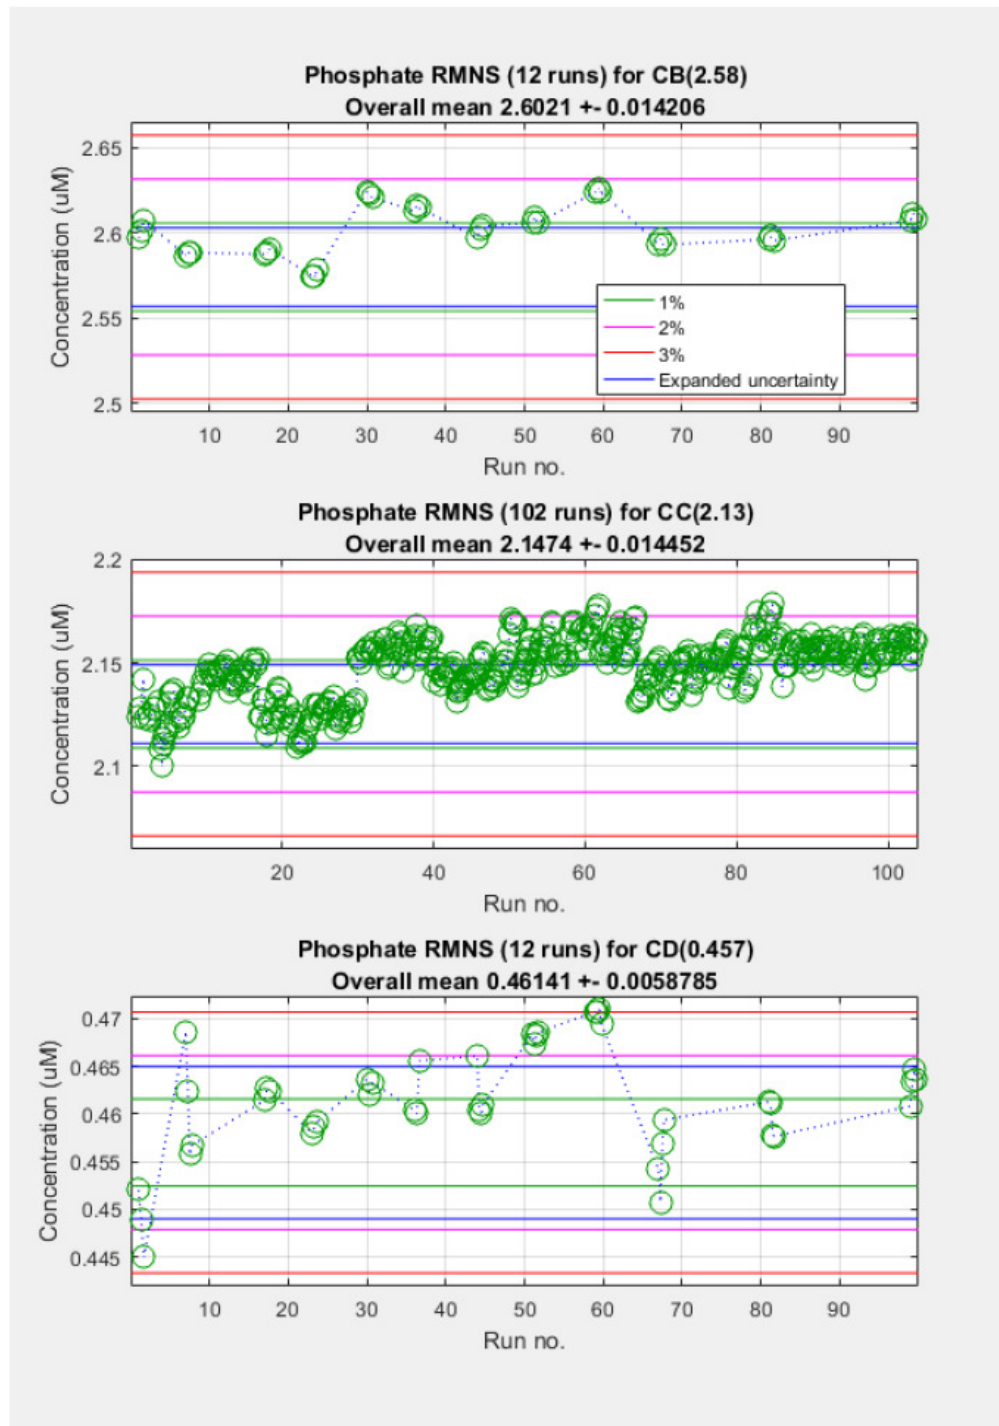 Phosphate RMNS (12 runs) for CB(2.58)
Overall mean 2.6021 +- 0.014206
Concentration (uM)
2.65
2.6
2.55
2.5
1%
2%
3%
Expanded uncertainty
10 20 30 40 50 60 70 80 90
Run no.
Phosphate RMNS (102 runs) for CC(2.13)
Overall mean 2.1474 +- 0.014452
Concentration (uM)
2.2
2.15
2.1
20 40 60 80 100
Run no.
Phosphate RMNS (12 runs) for CD(0.457)
Overall mean 0.46141 +- 0.0058785
Concentration (uM)
0.47
0.465
0.46
0.455
0.45
0.445
10 20 30 40 50 60 70 80 90
Run no.